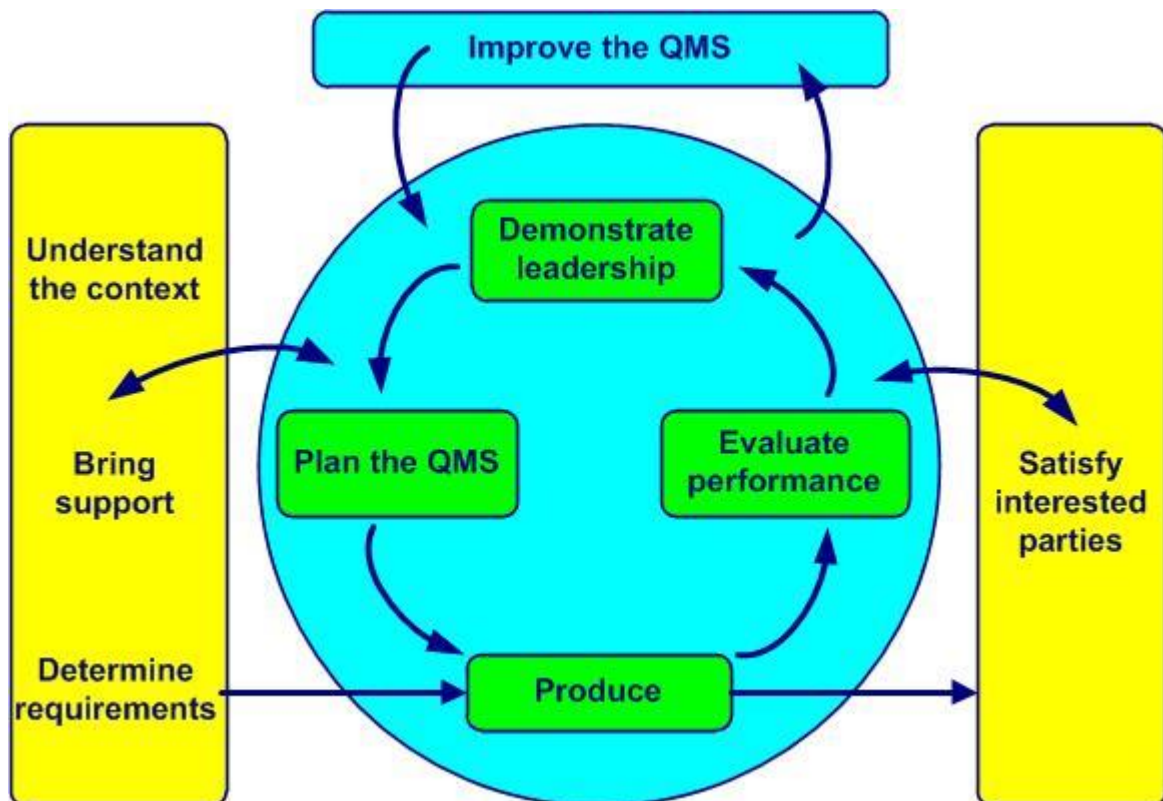 Improve the QMS
Understand
the context
Bring
support
Determine
requirements
Demonstrate
leadership
Plan the QMS
Evaluate
performance
Produce
Satisfy
interested
parties